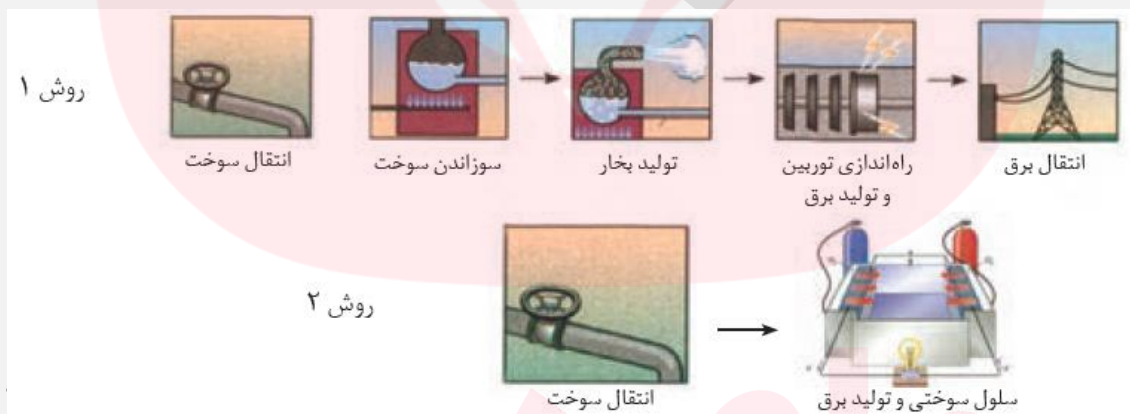 روش ۱
انتقال سوخت
سوزاندن سوخت
تولید بخار
راه‌اندازی توربین
و تولید برق
انتقال برق
روش ۲
انتقال سوخت
سلول سوختی و تولید برق